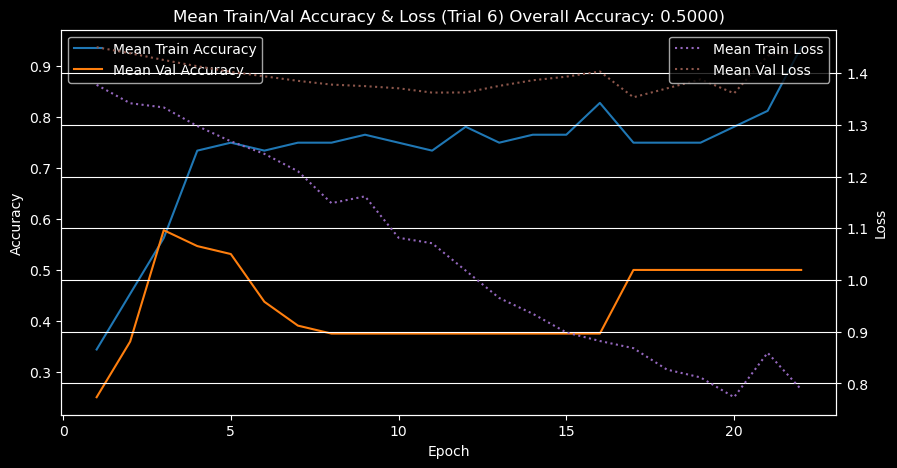 Mean Train/Val Accuracy & Loss (Trial 6) Overall Accuracy: 0.5000)
Mean Train Accuracy
Mean Val Accuracy
Mean Train Loss
Mean Val Loss
0.9
0.8
0.7
0.6
0.5
0.4
0.3
Accuracy
1.4
1.3
1.2
1.1
1.0
0.9
0.8
Loss
0
5
10
15
20
Epoch